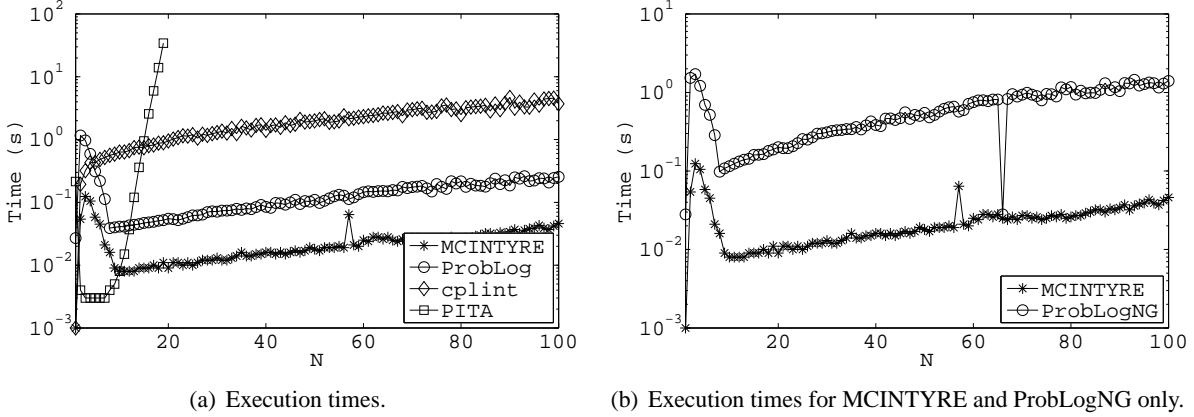 10^2
10^1
10^0
10^-1
10^-2
10^-3
Time (s)
20
40
60
80
100
N
MCINTYRE
ProbLog
cplint
PITA
(a) Execution times.
10^1
10^0
10^-1
10^-2
10^-3
Time (s)
20
40
60
80
100
N
MCINTYRE
ProbLogNG
(b) Execution times for MCINTYRE and ProbLogNG only.